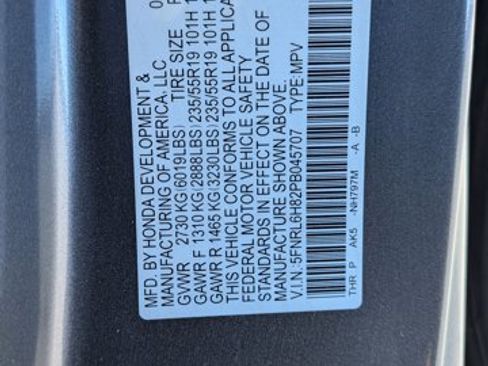 MFD. BY HONDA DEVELOPMENT &
MANUFACTURING OF AMERICA, LLC
GVWR 2730 KG(6019LBS) TIRE SIZE
GAWR F 1310 KG(2888LBS) 235/55R19 101H
GAWR R 1465 KG(3230LBS) 235/55R19 101H
THIS VEHICLE CONFORMS TO ALL APPLICA
FEDERAL MOTOR VEHICLE SAFETY
STANDARDS IN EFFECT ON THE DATE OF
MANUFACTURE SHOWN ABOVE.
V.I.N. 5FNRL6H82PB045707 TYPE:MPV
THR P AK5 -NH797M -A -B